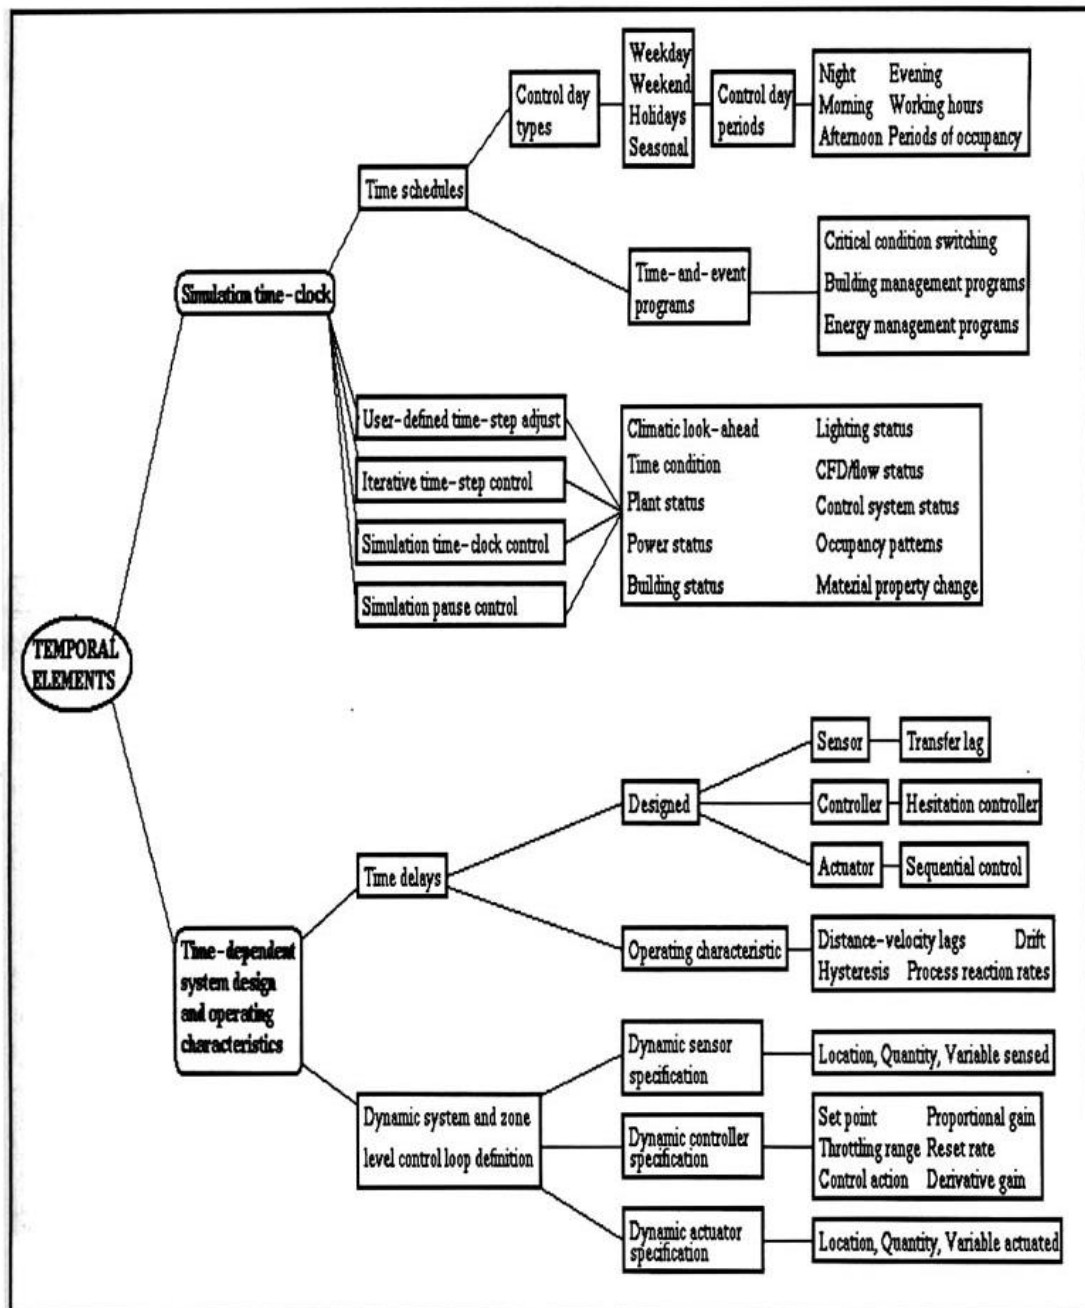 Control day
types
Weekday
Weekend
Holidays
Seasonal
Control day
periods
Night Evening
Morning Working hours
Afternoon Periods of occupancy
Time schedules
Time-and-event
programs
Critical condition switching
Building management programs
Energy management programs
Simulation time-clock
User-defined time-step adjust
Iterative time-step control
Simulation time-clock control
Simulation pause control
Climatic look-ahead Lighting status
Time condition CFD/flow status
Plant status Control system status
Power status Occupancy patterns
Building status Material property change
TEMPORAL
ELEMENTS
Sensor Transfer lag
Designed Controller Hesitation controller
Actuator Sequential control
Time delays
Operating characteristic
Distance-velocity lags Drift
Hysteresis Process reaction rates
Time-dependent
system design
and operating
characteristics
Dynamic sensor
specification
Location, Quantity, Variable sensed
Dynamic system and zone
level control loop definition
Dynamic controller
specification
Set point Proportional gain
Throttling range Reset rate
Control action Derivative gain
Dynamic actuator
specification
Location, Quantity, Variable actuated